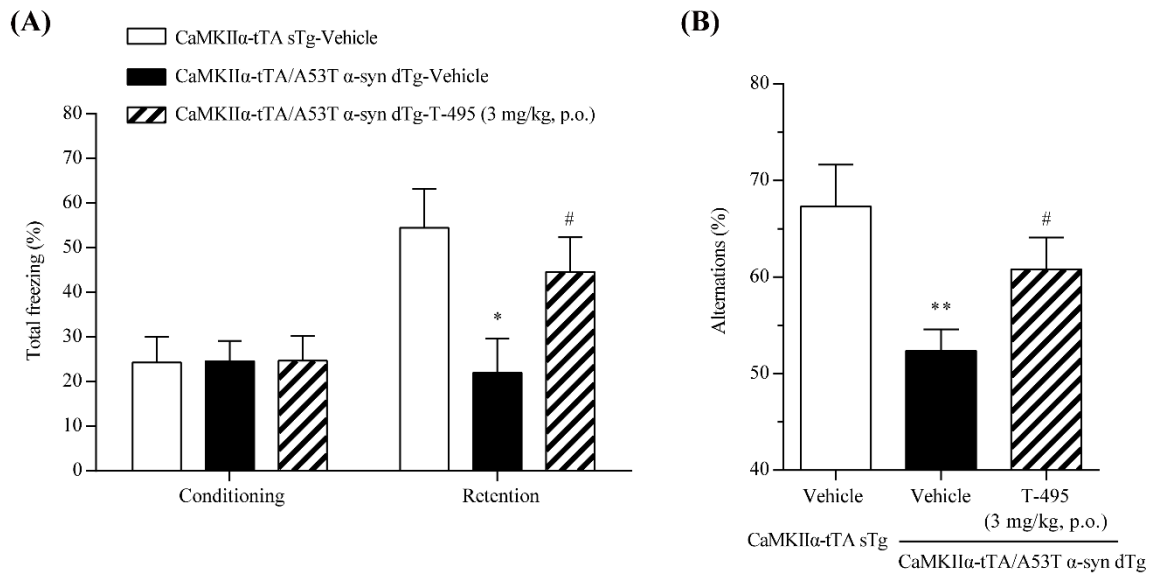 (A)
CaMKIIα-tTA sTg-Vehicle
CaMKIIα-tTA/A53T α-syn dTg-Vehicle
CaMKIIα-tTA/A53T α-syn dTg-T-495 (3 mg/kg, p.o.)
80
70
60
50
40
30
20
10
0
Total freezing (%)
#
*
Conditioning
Retention
(B)
80
70
60
50
40
Alternations (%)
**
#
Vehicle
Vehicle
T-495
(3 mg/kg, p.o.)
CaMKIIα-tTA sTg
CaMKIIα-tTA/A53T α-syn dTg